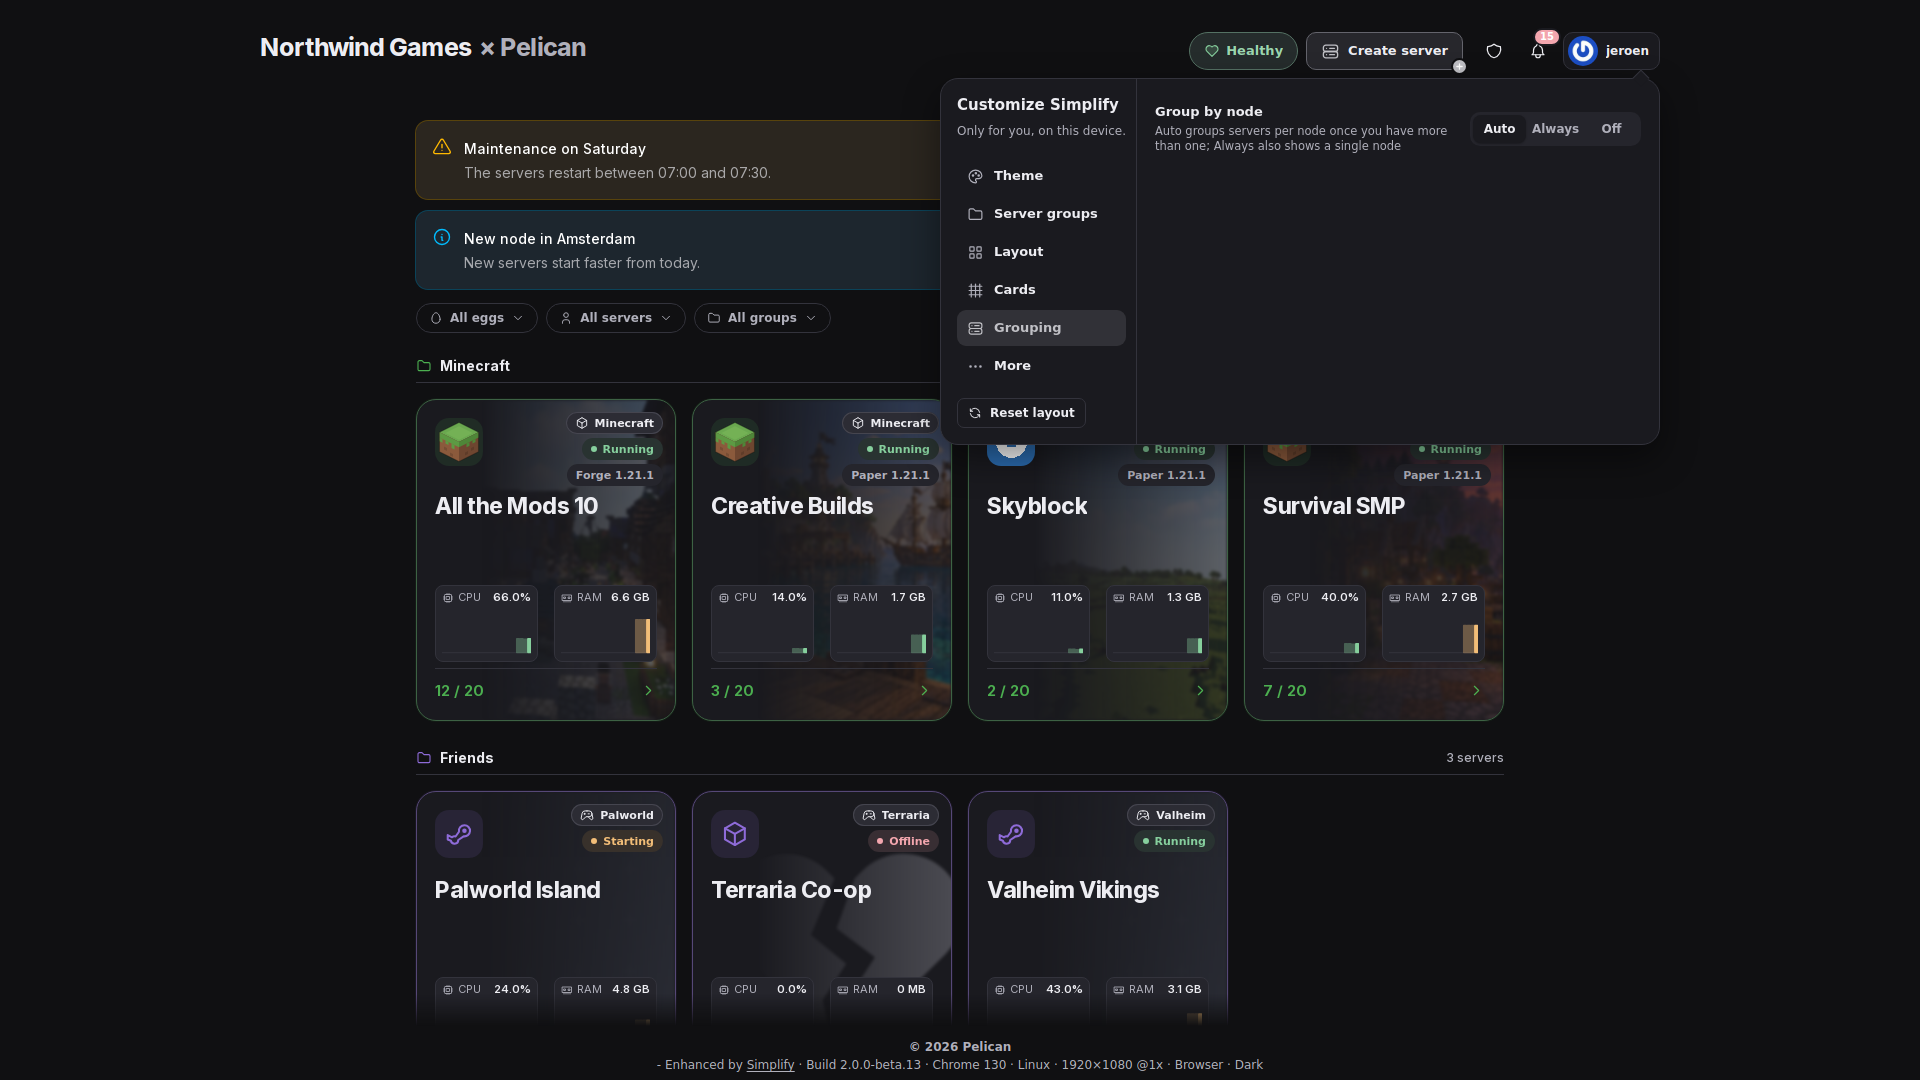 Northwind Games × Pelican
Healthy
Create server
15
jeroen
Customize Simplify
Only for you, on this device.
Theme
Server groups
Layout
Cards
Grouping
More
Reset layout
Group by node
Auto groups servers per node once you have more
than one; Always also shows a single node
Auto
Always
Off
Maintenance on Saturday
The servers restart between 07:00 and 07:30.
New node in Amsterdam
New servers start faster from today.
All eggs
All servers
All groups
Minecraft
Minecraft
Running
Forge 1.21.1
All the Mods 10
CPU 66.0%
RAM 6.6 GB
12 / 20
Minecraft
Running
Paper 1.21.1
Creative Builds
CPU 14.0%
RAM 1.7 GB
3 / 20
Running
Paper 1.21.1
Skyblock
CPU 11.0%
RAM 1.3 GB
2 / 20
Running
Paper 1.21.1
Survival SMP
CPU 40.0%
RAM 2.7 GB
7 / 20
Friends
3 servers
Palworld
Starting
Palworld Island
CPU 24.0%
RAM 4.8 GB
Terraria
Offline
Terraria Co-op
CPU 0.0%
RAM 0 MB
Valheim
Running
Valheim Vikings
CPU 43.0%
RAM 3.1 GB
© 2026 Pelican
- Enhanced by Simplify · Build 2.0.0-beta.13 · Chrome 130 · Linux · 1920×1080 @1x · Browser · Dark